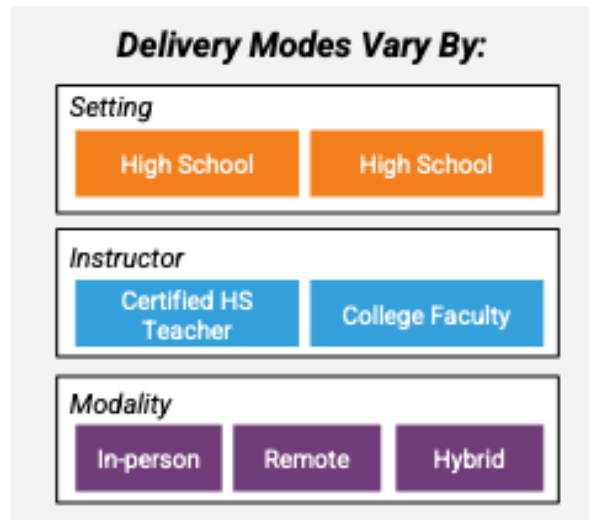 Delivery Modes Vary By:
Setting
High School
High School
Instructor
Certified HS
Teacher
College Faculty
Modality
In-person
Remote
Hybrid